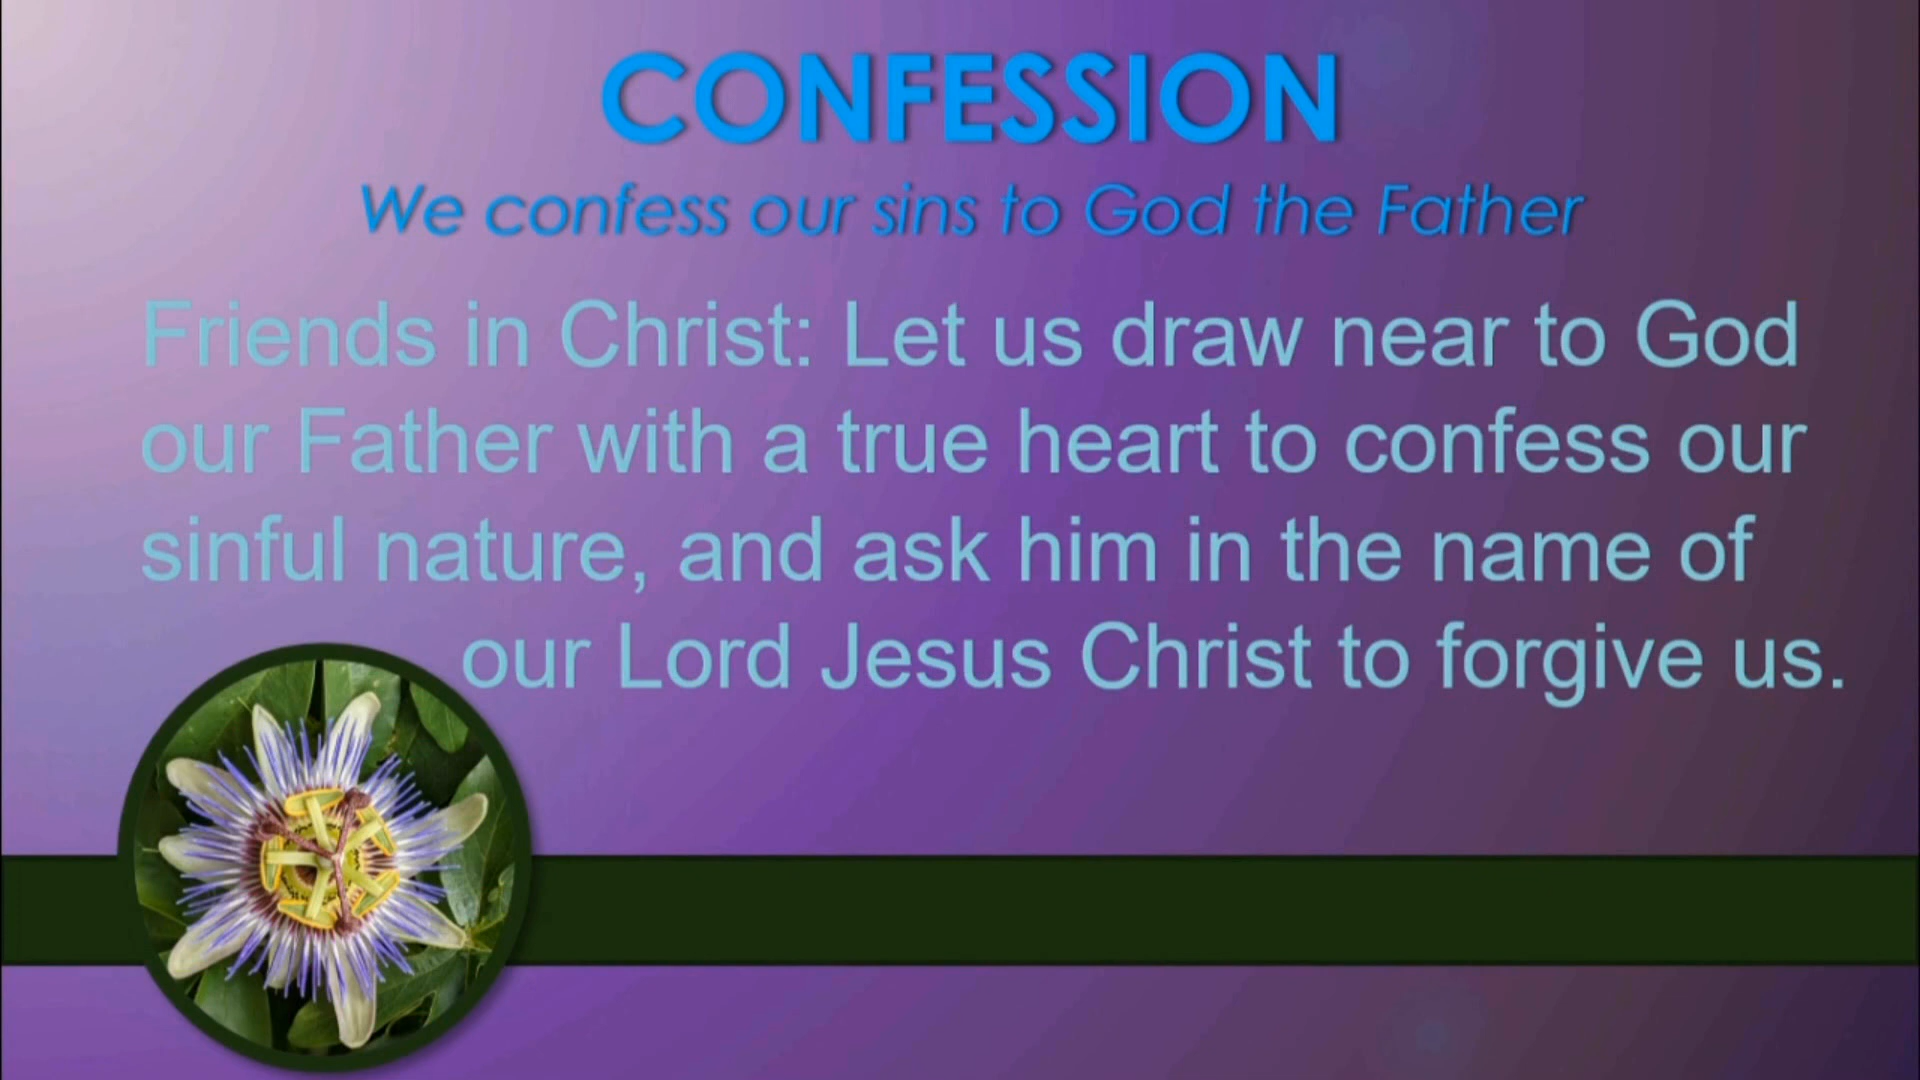 CONFESSION
We confess our sins to God the Father
Friends in Christ: Let us draw near to God
our Father with a true heart to confess our
sinful nature, and ask him in the name of
our Lord Jesus Christ to forgive us.